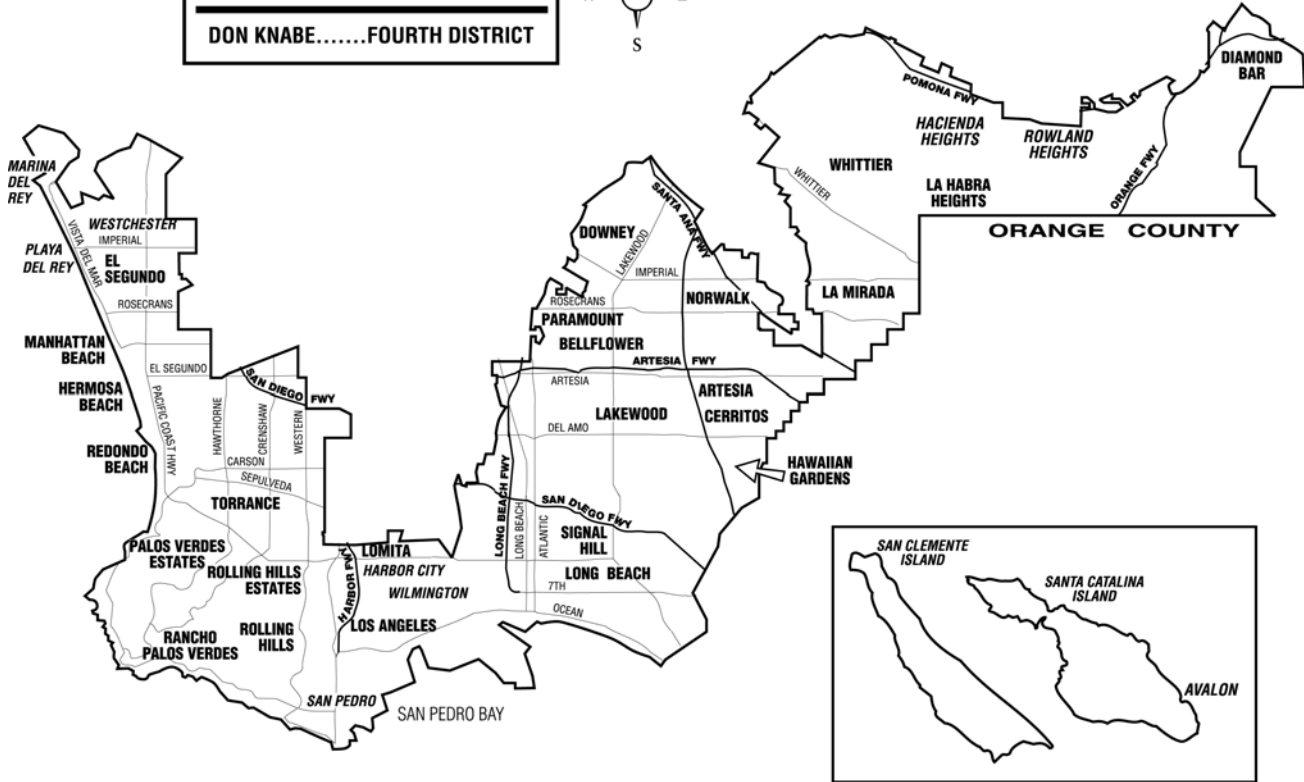 DON KNABE.......FOURTH DISTRICT
S
DIAMOND
BAR
POMONA FWY
HACIENDA
HEIGHTS
ROWLAND
HEIGHTS
ORANGE FWY
WHITTIER
WHITTIER
LA HABRA
HEIGHTS
ORANGE COUNTY
LA MIRADA
MARINA
DEL
REY
WESTCHESTER
IMPERIAL
VISTA DEL MAR
PLAYA
DEL REY
EL
SEGUNDO
ROSECRANS
MANHATTAN
BEACH
EL SEGUNDO
HERMOSA
BEACH
SAN DIEGO FWY
PACIFIC COAST HWY
HAWTHORNE
CRENSHAW
WESTERN
REDONDO
BEACH
CARSON
SEPULVEDA
TORRANCE
DOWNEY
SANTA ANA FWY
LAKEWOOD
IMPERIAL
NORWALK
ROSECRANS
PARAMOUNT
BELLFLOWER
ARTESIA FWY
ARTESIA
ARTESIA
CERRITOS
LAKEWOOD
DEL AMO
HAWAIIAN
GARDENS
LONG BEACH FWY
SAN DIEGO FWY
LONG BEACH
ATLANTIC
SIGNAL
HILL
LONG BEACH
7TH
OCEAN
PALOS VERDES
ESTATES
ROLLING HILLS
ESTATES
HARBOR FWY
LOMITA
HARBOR CITY
WILMINGTON
LOS ANGELES
ROLLING
HILLS
RANCHO
PALOS VERDES
SAN PEDRO
SAN PEDRO BAY
SAN CLEMENTE
ISLAND
SANTA CATALINA
ISLAND
AVALON